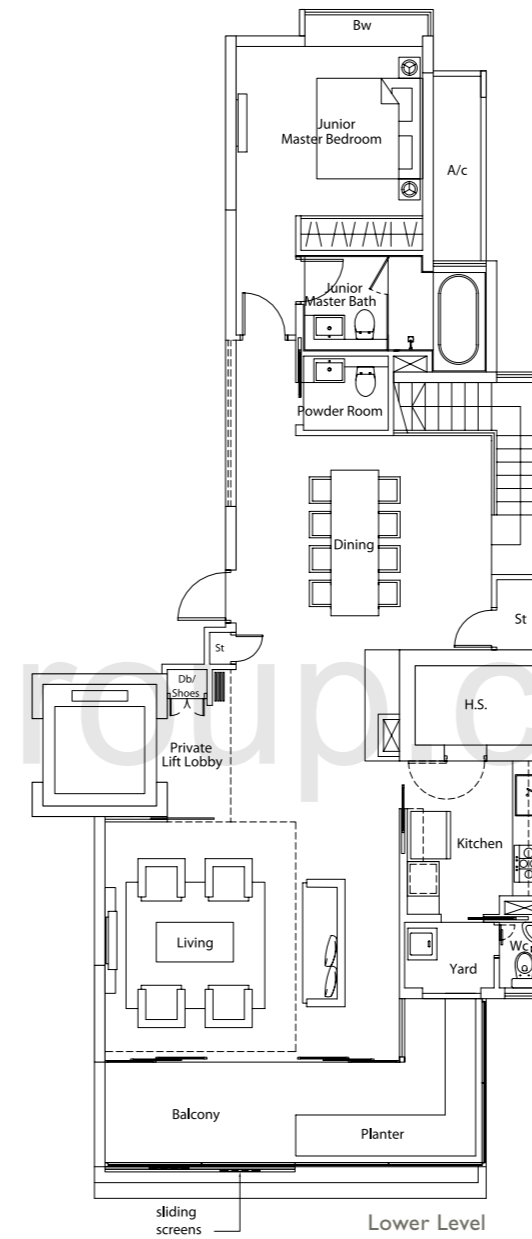 Bw
Junior
Master Bedroom
A/c
Junior
Master Bath
Powder Room
Dining
St
St
Db/
Shoes
H.S.
roup.c
Private
Lift Lobby
Kitchen
Living
Wc
Yard
Balcony
Planter
sliding
screens
Lower Level